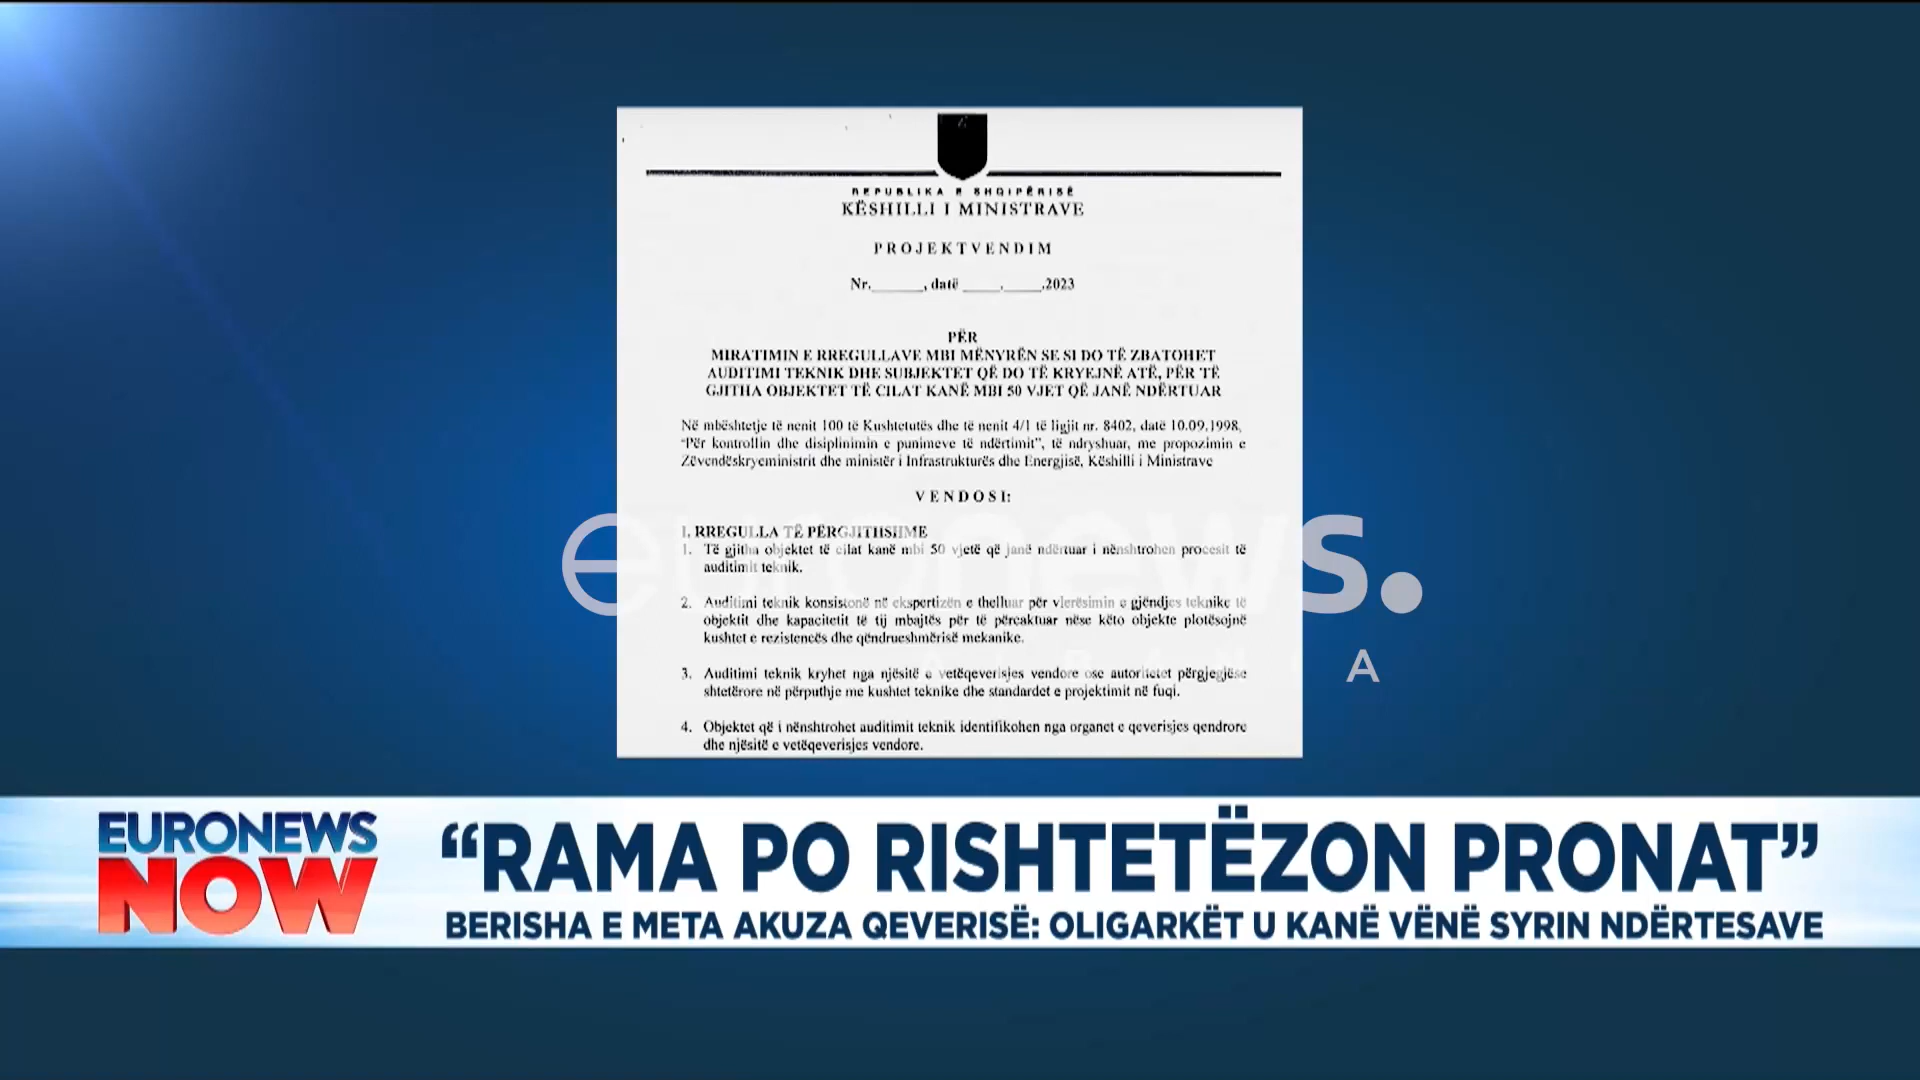 REPUBLIKA E SHQIPËRISË
KËSHILLI I MINISTRAVE
PROJEKTVENDIM
Nr.______, datë _____._____.2023
PËR
MIRATIMIN E RREGULLAVE MBI MËNYRËN SE SI DO TË ZBATOHET
AUDITIMI TEKNIK DHE SUBJEKTET QË DO TË KRYEJNË ATË, PËR TË
GJITHA OBJEKTET TË CILAT KANË MBI 50 VJET QË JANË NDËRTUAR
Në mbështetje të nenit 100 të Kushtetutës dhe të nenit 4/1 të ligjit nr. 8402, datë 10.09.1998,
“Për kontrollin dhe disiplinimin e punimeve të ndërtimit”, të ndryshuar, me propozimin e
Zëvendëskryeministrit dhe ministër i Infrastrukturës dhe Energjisë, Këshilli i Ministrave
VENDOSI:
I. RREGULLA TË PËRGJITHSHME
1. Të gjitha objektet të cilat kanë mbi 50 vjetë që janë ndërtuar i nënshtrohen procesit të
auditimit teknik.
2. Auditimi teknik konsistonë në ekspertizën e thelluar për vlerësimin e gjëndjes teknike të
objektit dhe kapacitetit të tij mbajtës për të përcaktuar nëse këto objekte plotësojnë
kushtet e rezistencës dhe qëndrueshmërisë mekanike.
3. Auditimi teknik kryhet nga njësitë e vetëqeverisjes vendore ose autoritetet përgjegjëse
shtetërore në përputhje me kushtet teknike dhe standardet e projektimit në fuqi.
4. Objektet që i nënshtrohet auditimit teknik identifikohen nga organet e qeverisjes qendrore
dhe njësitë e vetëqeverisjes vendore.
euronews.
EURONEWS
NOW
“RAMA PO RISHTETËZON PRONAT”
BERISHA E META AKUZA QEVERISË: OLIGARKËT U KANË VËNË SYRIN NDËRTESAVE